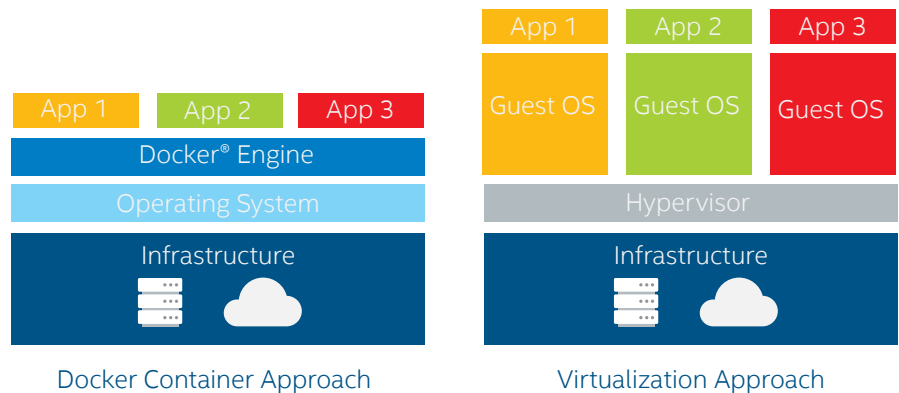 App 1 App 2 App 3
Docker® Engine
Operating System
Infrastructure
Docker Container Approach
App 1 App 2 App 3
Guest OS Guest OS Guest OS
Hypervisor
Infrastructure
Virtualization Approach